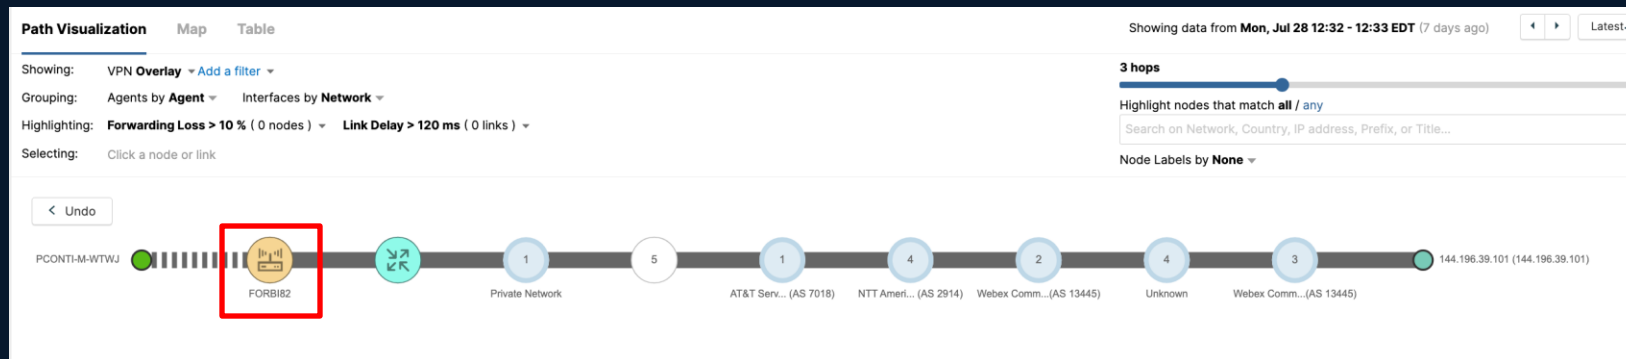 Path Visualization Map Table
Showing data from Mon, Jul 28 12:32 - 12:33 EDT (7 days ago)
Latest
Showing: VPN Overlay Add a filter
3 hops
Grouping: Agents by Agent Interfaces by Network
Highlight nodes that match all / any
Highlighting: Forwarding Loss > 10 % ( 0 nodes ) Link Delay > 120 ms ( 0 links )
Search on Network, Country, IP address, Prefix, or Title...
Selecting: Click a node or link
Node Labels by None
Undo
PCONTI-M-WTWJ 1 5 1 4 2 4 3 144.196.39.101 (144.196.39.101)
FORBI82 Private Network AT&T Serv... (AS 7018) NTT Ameri... (AS 2914) Webex Comm...(AS 13445) Unknown Webex Comm...(AS 13445)